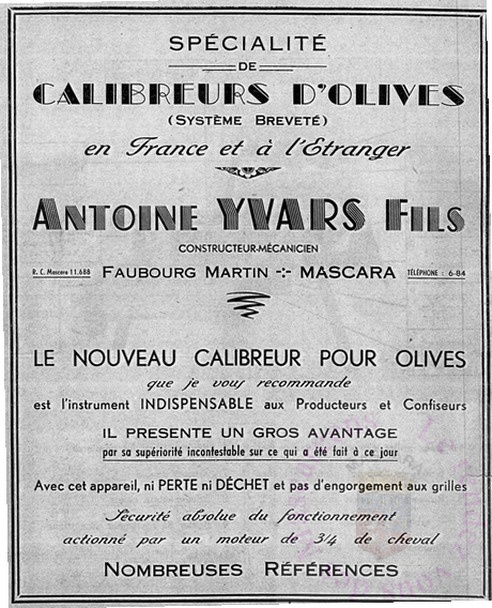 SPÉCIALITÉ
DE
CALIBREURS D'OLIVES
(SYSTÈME BREVETÉ)
en France et à l'Etranger
ANTOINE YVARS FILS
CONSTRUCTEUR-MÉCANICIEN
R. C. Mascara 11.688 FAUBOURG MARTIN -:- MASCARA TÉLÉPHONE : 6-84
LE NOUVEAU CALIBREUR POUR OLIVES
que je vous recommande
est l'instrument INDISPENSABLE aux Producteurs et Confiseurs
IL PRESENTE UN GROS AVANTAGE
par sa supériorité incontestable sur ce qui a été fait à ce jour
Avec cet appareil, ni PERTE ni DÉCHET et pas d'engorgement aux grilles
Sécurité absolue du fonctionnement
actionné par un moteur de 3/4 de cheval
NOMBREUSES RÉFÉRENCES